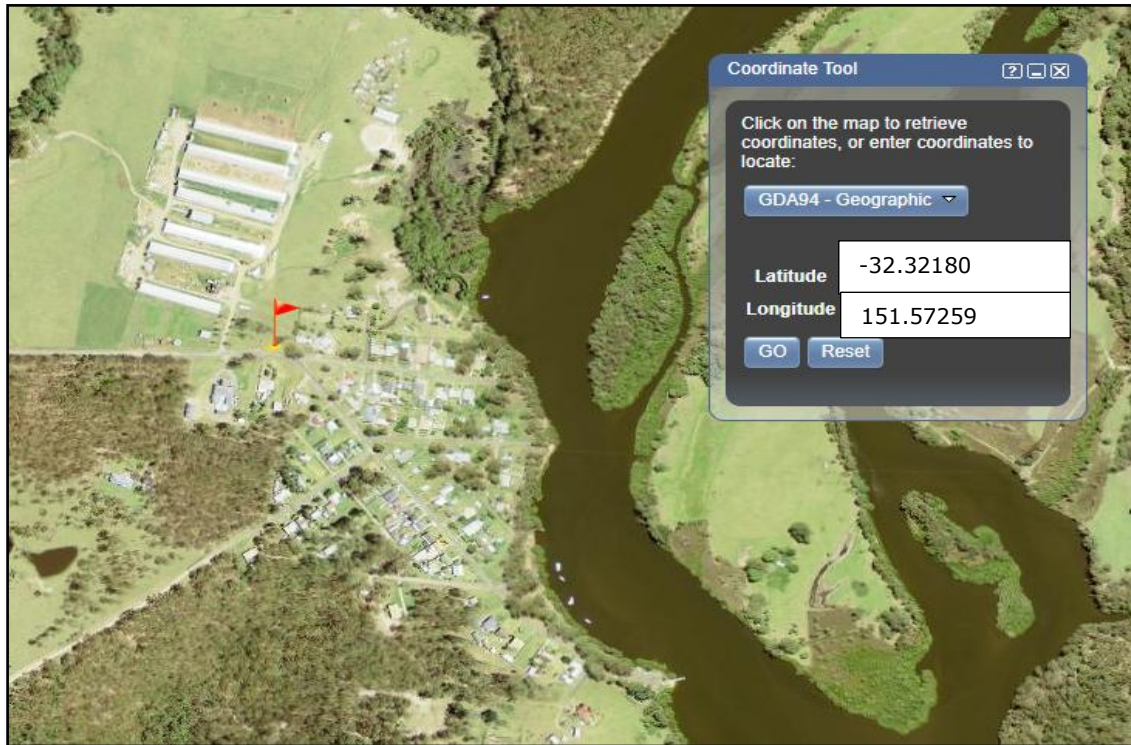 Coordinate Tool
Click on the map to retrieve
coordinates, or enter coordinates to
locate:
GDA94 - Geographic
Latitude -32.32180
Longitude 151.57259
GO Reset